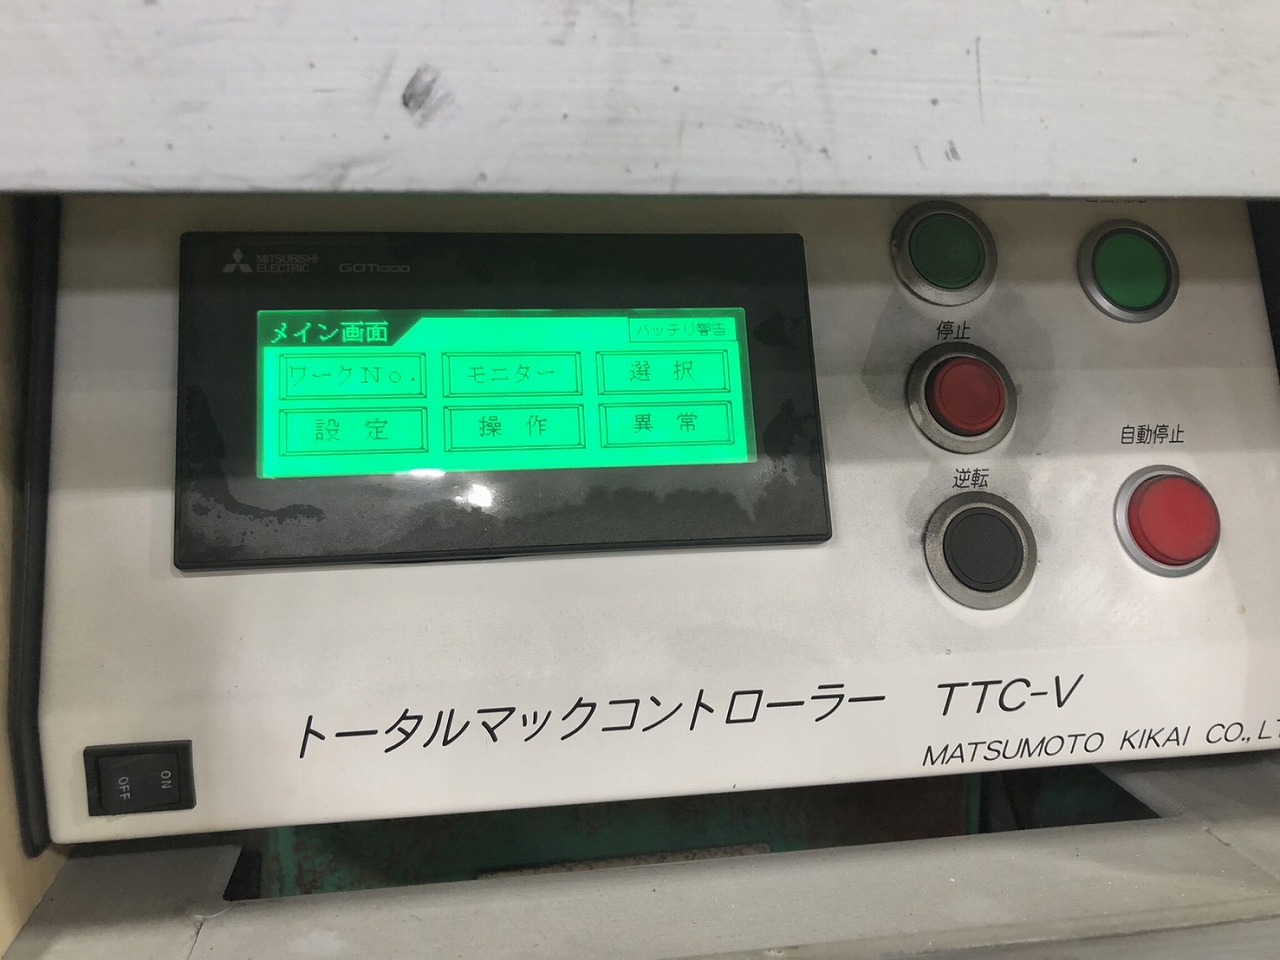 MITSUBISHI
ELECTRIC
GOT1000
メイン画面
バッテリ警告
ワークNo.
モニター
選 択
設 定
操 作
異 常
停止
自動停止
逆転
トータルマックコントローラー TTC-V
MATSUMOTO KIKAI CO.,LT
ON
OFF